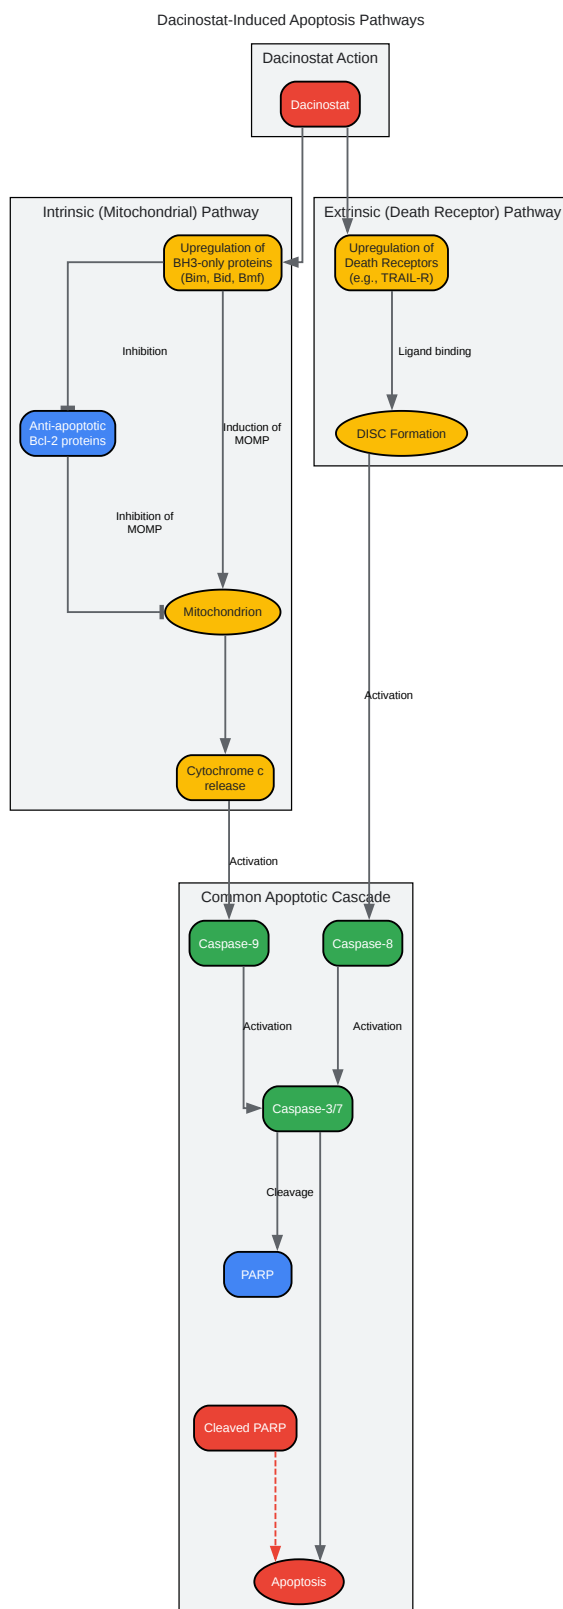 Dacinostat-Induced Apoptosis Pathways
Dacinostat Action
Dacinostat
Intrinsic (Mitochondrial) Pathway
Extrinsic (Death Receptor) Pathway
Upregulation of
BH3-only proteins
(Bim, Bid, Bmf)
Upregulation of
Death Receptors
(e.g., TRAIL-R)
Inhibition
Ligand binding
Anti-apoptotic
Bcl-2 proteins
Induction of
MOMP
DISC Formation
Inhibition of
MOMP
Mitochondrion
Activation
Cytochrome c
release
Activation
Common Apoptotic Cascade
Caspase-9
Caspase-8
Activation
Activation
Caspase-3/7
Cleavage
PARP
Cleaved PARP
Apoptosis